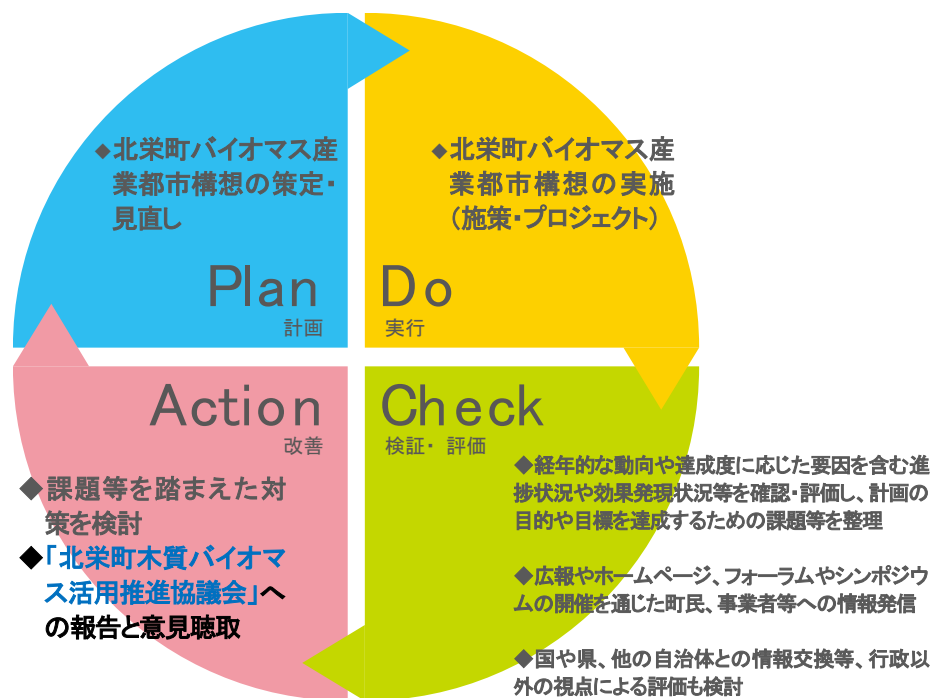 ◆北栄町バイオマス産
業都市構想の策定・
見直し
Plan
計画
◆北栄町バイオマス産
業都市構想の実施
（施策・プロジェクト）
Do
実行
Action
改善
◆課題等を踏まえた対
策を検討
◆「北栄町木質バイオマ
ス活用推進協議会」へ
の報告と意見聴取
Check
検証・ 評価
◆経年的な動向や達成度に応じた要因を含む進
捗状況や効果発現状況等を確認・評価し、計画の
目的や目標を達成するための課題等を整理
◆広報やホームページ、フォーラムやシンポジウ
ムの開催を通じた町民、事業者等への情報発信
◆国や県、他の自治体との情報交換等、行政以
外の視点による評価も検討